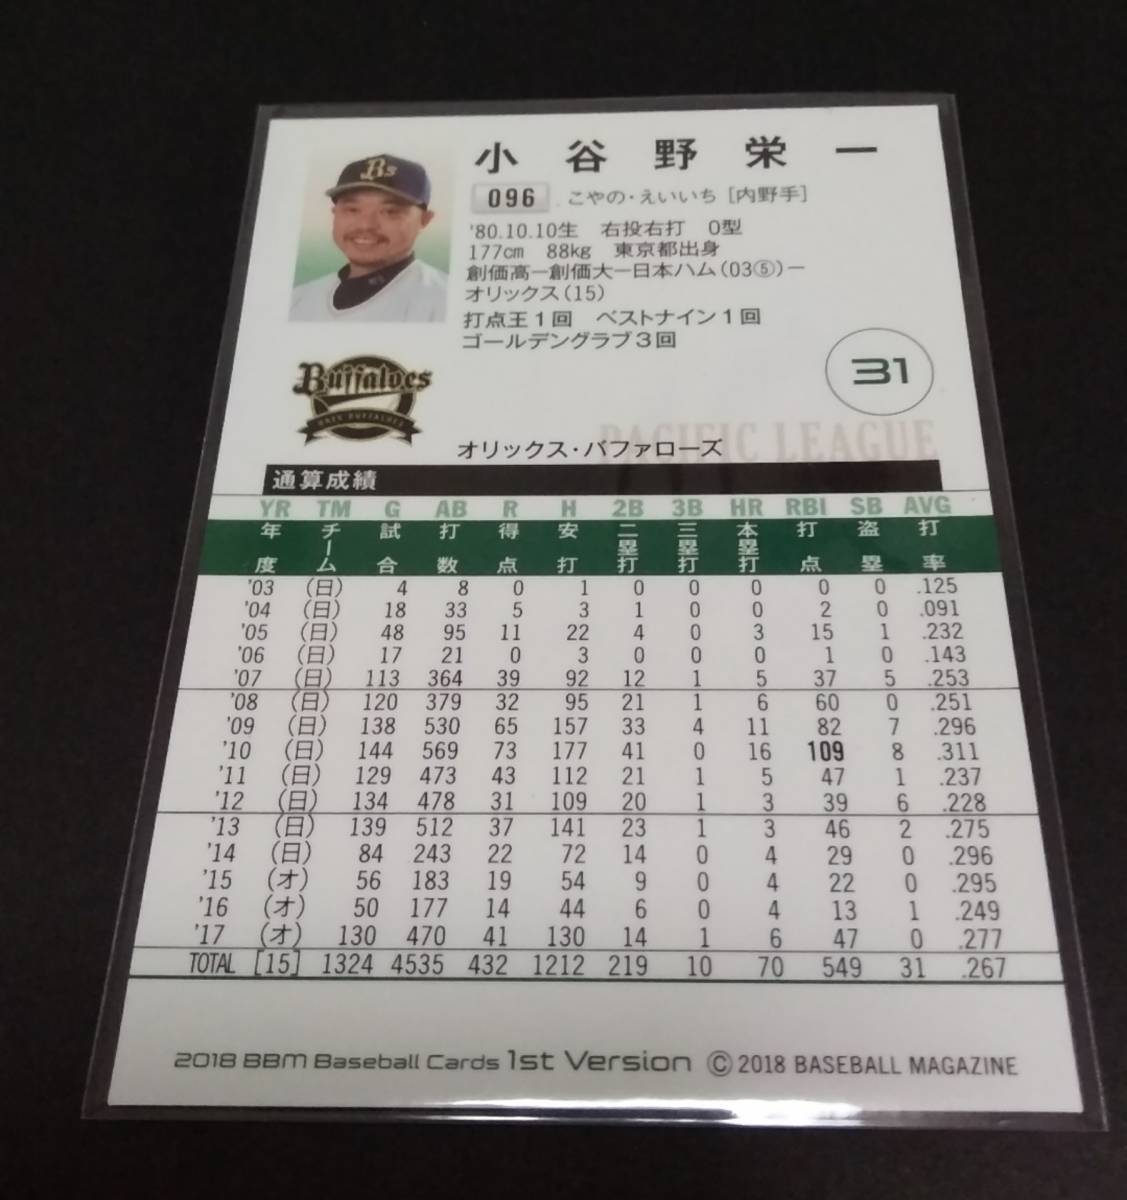 小谷野栄一
096 こやの・えいいち [内野手]
'80.10.10生 右投右打 O型
177cm 88kg 東京都出身
創価高ー創価大ー日本ハム(03⑤)ー
オリックス(15)
打点王1回 ベストナイン1回
ゴールデングラブ3回
Bs
31
Buffaloes
ORIX BUFFALOES
PACIFIC LEAGUE
オリックス・バファローズ
通算成績
YR TM G AB R H 2B 3B HR RBI SB AVG
年度 チーム 試合 打数 得点 安打 二塁打 三塁打 本塁打 打点 盗塁 打率
'03 (日) 4 8 0 1 0 0 0 0 0 .125
'04 (日) 18 33 5 3 1 0 0 2 0 .091
'05 (日) 48 95 11 22 4 0 3 15 1 .232
'06 (日) 17 21 0 3 0 0 0 1 0 .143
'07 (日) 113 364 39 92 12 1 5 37 5 .253
'08 (日) 120 379 32 95 21 1 6 60 0 .251
'09 (日) 138 530 65 157 33 4 11 82 7 .296
'10 (日) 144 569 73 177 41 0 16 109 8 .311
'11 (日) 129 473 43 112 21 1 5 47 1 .237
'12 (日) 134 478 31 109 20 1 3 39 6 .228
'13 (日) 139 512 37 141 23 1 3 46 2 .275
'14 (日) 84 243 22 72 14 0 4 29 0 .296
'15 (オ) 56 183 19 54 9 0 4 22 0 .295
'16 (オ) 50 177 14 44 6 0 4 13 1 .249
'17 (オ) 130 470 41 130 14 1 6 47 0 .277
TOTAL [15] 1324 4535 432 1212 219 10 70 549 31 .267
2018 BBM Baseball Cards 1st Version © 2018 BASEBALL MAGAZINE